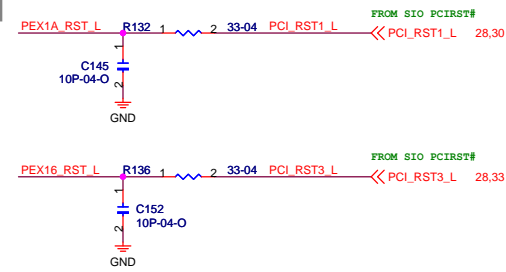 FROM SIO PCIRST#
PEX1A_RST_L R132 1 2 33-04 PCI_RST1_L PCI_RST1_L 28,30
1
C145
10P-04-O
2
GND
FROM SIO PCIRST#
PEX16_RST_L R136 1 2 33-04 PCI_RST3_L PCI_RST3_L 28,33
1
C152
10P-04-O
2
GND